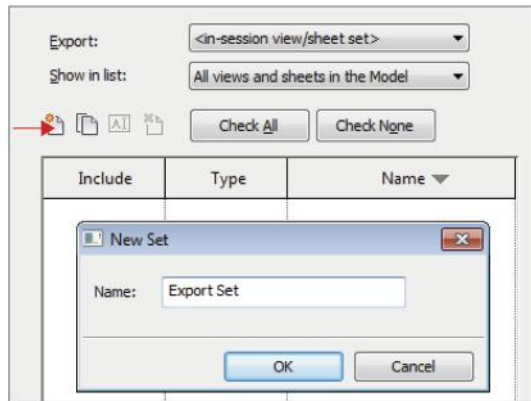 Export: <in-session view/sheet set>
Show in list: All views and sheets in the Model
AI Check All Check None
Include Type Name
New Set
Name: Export Set
OK Cancel